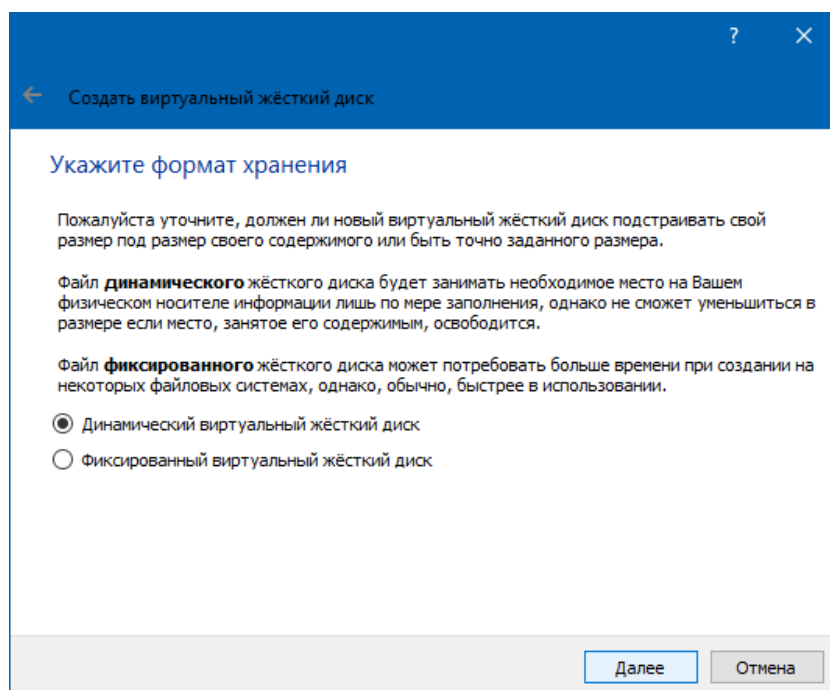 ?
Создать виртуальный жёсткий диск
Укажите формат хранения
Пожалуйста уточните, должен ли новый виртуальный жёсткий диск подстраивать свой
размер под размер своего содержимого или быть точно заданного размера.
Файл динамического жёсткого диска будет занимать необходимое место на Вашем
физическом носителе информации лишь по мере заполнения, однако не сможет уменьшиться в
размере если место, занятое его содержимым, освободится.
Файл фиксированного жёсткого диска может потребовать больше времени при создании на
некоторых файловых системах, однако, обычно, быстрее в использовании.
Динамический виртуальный жёсткий диск
Фиксированный виртуальный жёсткий диск
Далее Отмена